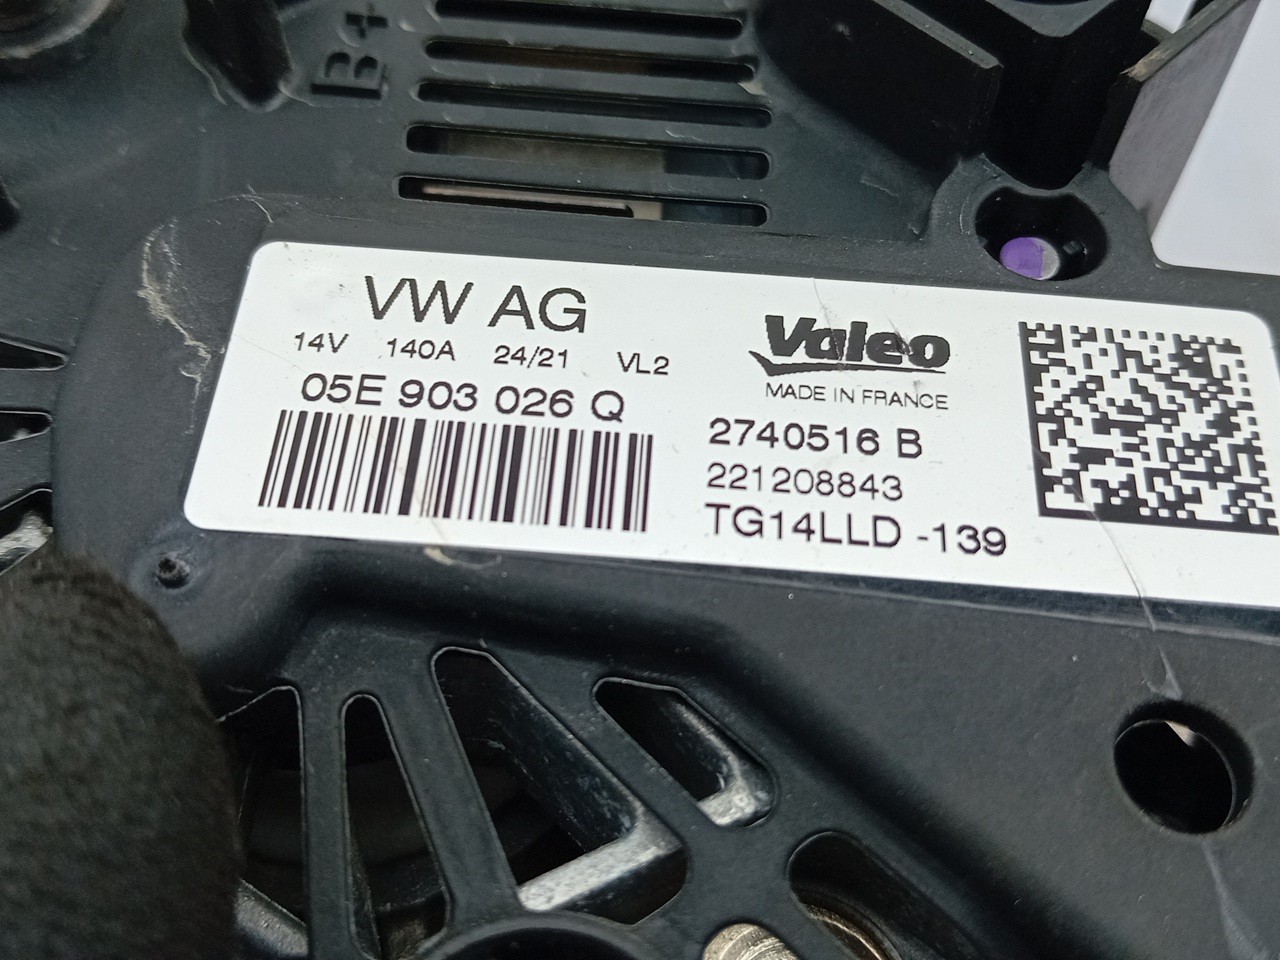 B+
VW AG
14V 140A 24/21 VL2
05E 903 026 Q
Valeo
MADE IN FRANCE
2740516 B
221208843
TG14LLD -139